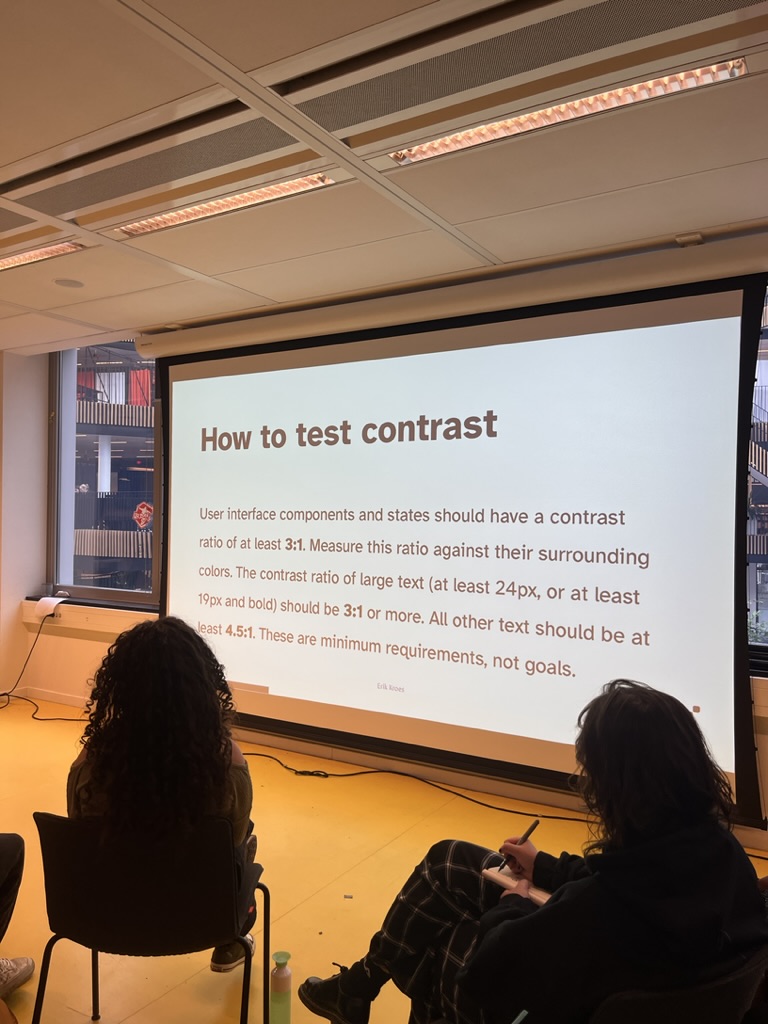 How to test contrast
User interface components and states should have a contrast
ratio of at least 3:1. Measure this ratio against their surrounding
colors. The contrast ratio of large text (at least 24px, or at least
19px and bold) should be 3:1 or more. All other text should be at
least 4.5:1. These are minimum requirements, not goals.
Erik Kroes